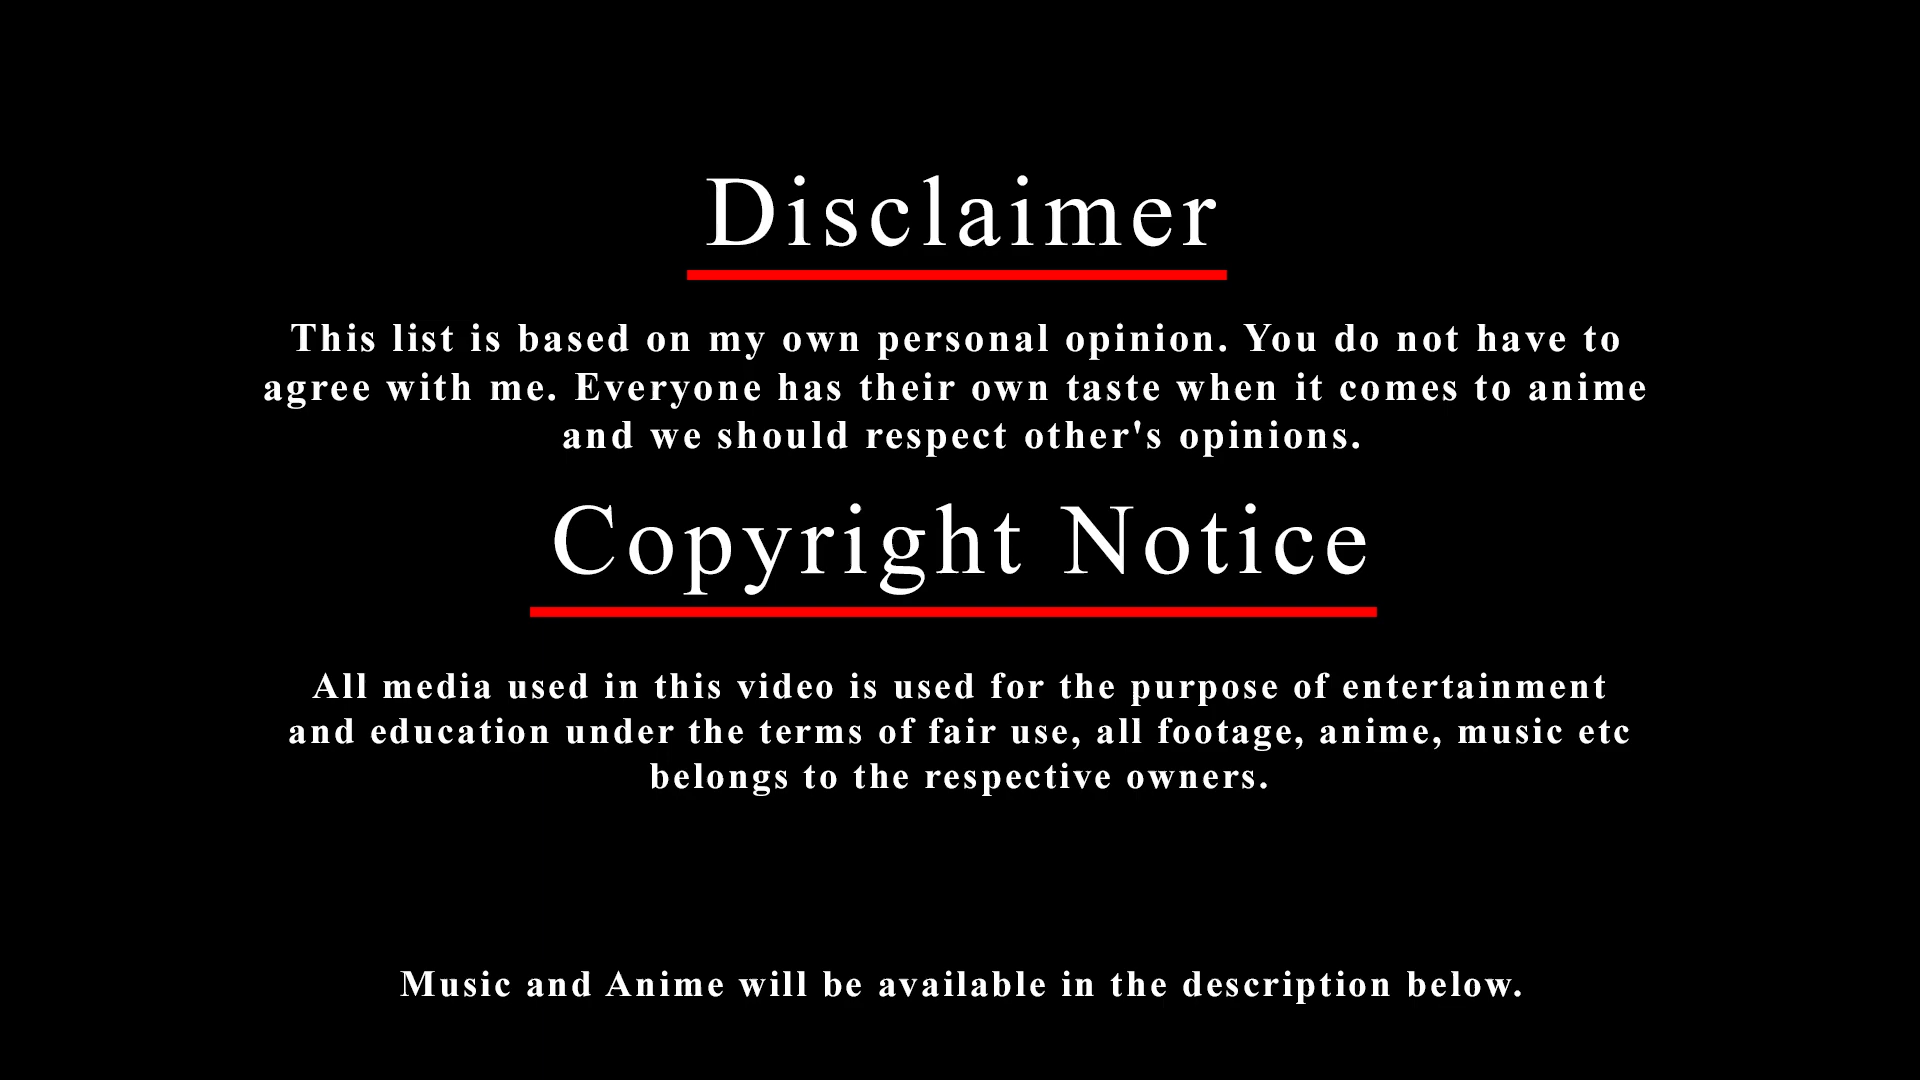 Disclaimer
This list is based on my own personal opinion. You do not have to
agree with me. Everyone has their own taste when it comes to anime
and we should respect other's opinions.
Copyright Notice
All media used in this video is used for the purpose of entertainment
and education under the terms of fair use, all footage, anime, music etc
belongs to the respective owners.
Music and Anime will be available in the description below.